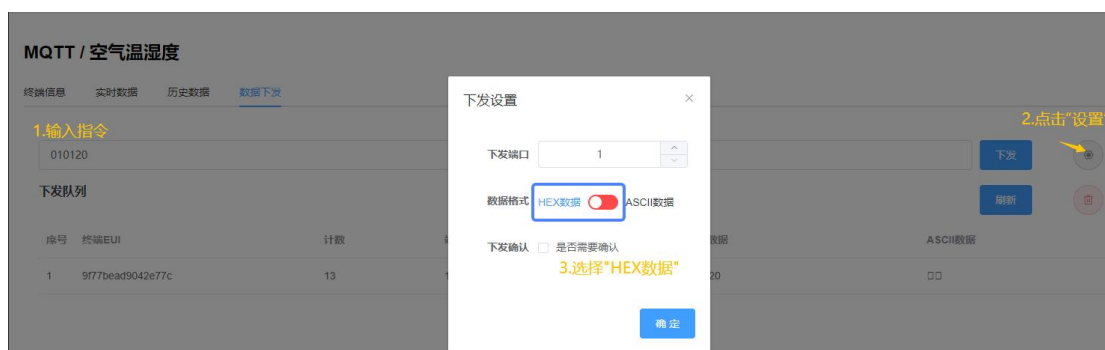 MQTT / 空气温湿度
终端信息 实时数据 历史数据 数据下发
1.输入指令
2.点击"设置"
010120
下发
下发队列
刷新
序号 终端EUI 计数 数据 ASCII数据
1 9f77bead9042e77c 13 1 20
下发设置
下发端口 1
数据格式 HEX数据 ASCII数据
下发确认 是否需要确认
3.选择"HEX数据"
确定